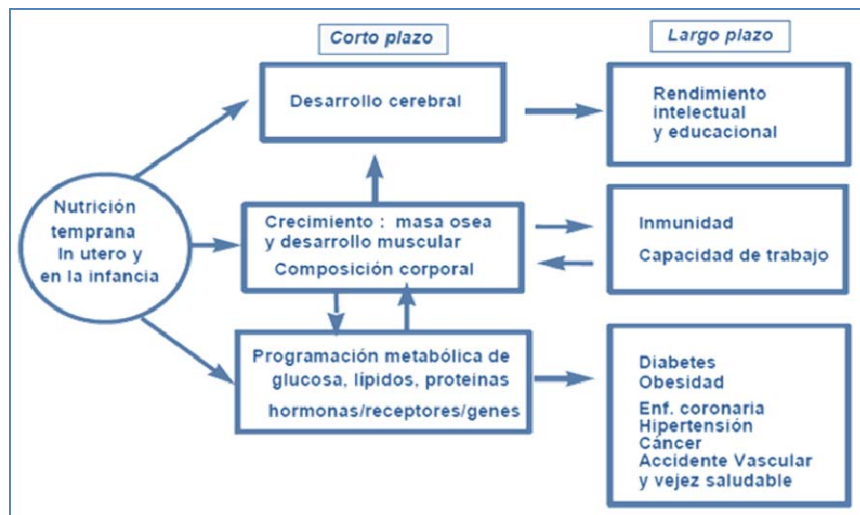 Corto plazo
Largo plazo
Desarrollo cerebral
Rendimiento
intelectual
y educacional
Nutrición
temprana
In utero y
en la infancia
Crecimiento : masa osea
y desarrollo muscular
Composición corporal
Inmunidad
Capacidad de trabajo
Programación metabólica de
glucosa, lípidos, proteinas
hormonas/receptores/genes
Diabetes
Obesidad
Enf. coronaria
Hipertensión
Cáncer
Accidente Vascular
y vejez saludable